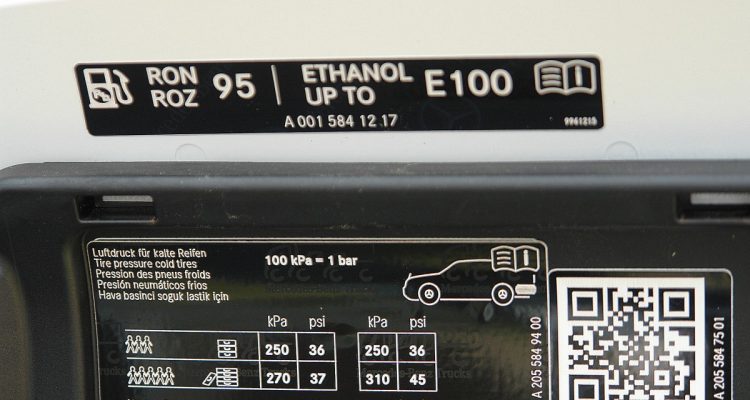 RON ROZ 95 | ETHANOL UP TO E100
A 001 584 12 17
9961215
Luftdruck für kalte Reifen
Tire pressure cold tires
Pression des pneus froids
Presión neumáticos frios
Hava basinci soguk lastik için
100 kPa = 1 bar
kPa psi kPa psi
250 36 250 36
270 37 310 45
A 205 584 94 00
A 205 584 75 01